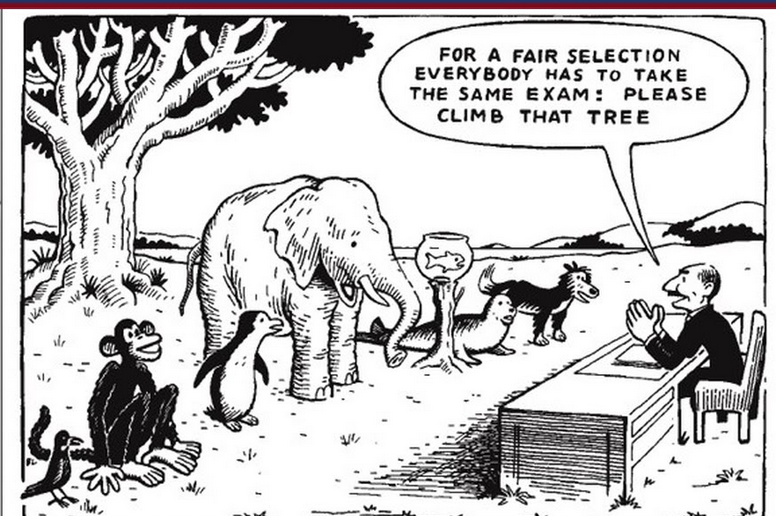 FOR A FAIR SELECTION
EVERYBODY HAS TO TAKE
THE SAME EXAM: PLEASE
CLIMB THAT TREE